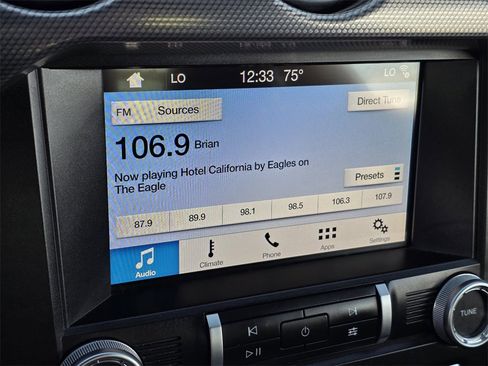 LO 12:33 75° LO
FM Sources Direct Tune
106.9 Brian
Now playing Hotel California by Eagles on
The Eagle
Presets
87.9 89.9 98.1 98.5 106.3 107.9
Audio Climate Phone Apps Settings
TUNE